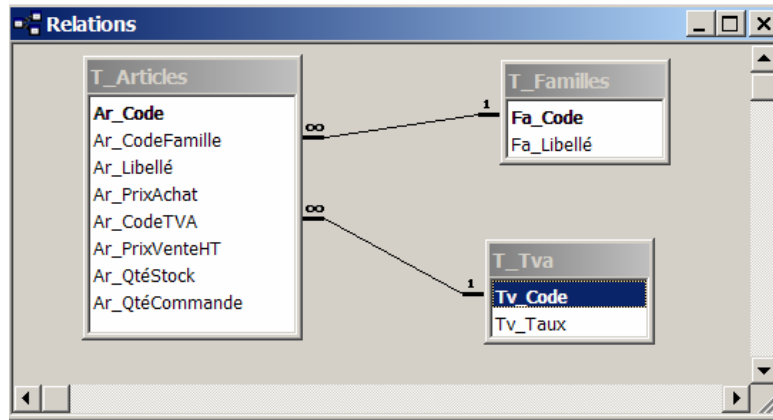 Relations
T_Articles
Ar_Code
Ar_CodeFamille
Ar_Libellé
Ar_PrixAchat
Ar_CodeTVA
Ar_PrixVenteHT
Ar_QtéStock
Ar_QtéCommande
∞
1
∞
1
T_Familles
Fa_Code
Fa_Libellé
T_Tva
Tv_Code
Tv_Taux